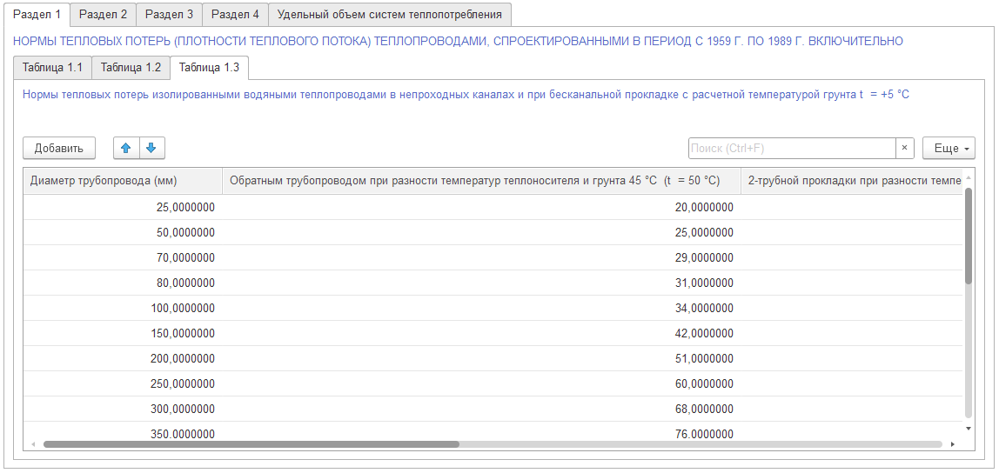 Раздел 1 Раздел 2 Раздел 3 Раздел 4 Удельный объем систем теплопотребления
НОРМЫ ТЕПЛОВЫХ ПОТЕРЬ (ПЛОТНОСТИ ТЕПЛОВОГО ПОТОКА) ТЕПЛОПРОВОДАМИ, СПРОЕКТИРОВАННЫМИ В ПЕРИОД С 1959 Г. ПО 1989 Г. ВКЛЮЧИТЕЛЬНО
Таблица 1.1 Таблица 1.2 Таблица 1.3
Нормы тепловых потерь изолированными водяными теплопроводами в непроходных каналах и при бесканальной прокладке с расчетной температурой грунта t = +5 °C
Добавить Поиск (Ctrl+F) × Еще
Диаметр трубопровода (мм) Обратным трубопроводом при разности температур теплоносителя и грунта 45 °C (t = 50 °C) 2-трубной прокладки при разности темпе
25,0000000 20,0000000
50,0000000 25,0000000
70,0000000 29,0000000
80,0000000 31,0000000
100,0000000 34,0000000
150,0000000 42,0000000
200,0000000 51,0000000
250,0000000 60,0000000
300,0000000 68,0000000
350,0000000 76,0000000